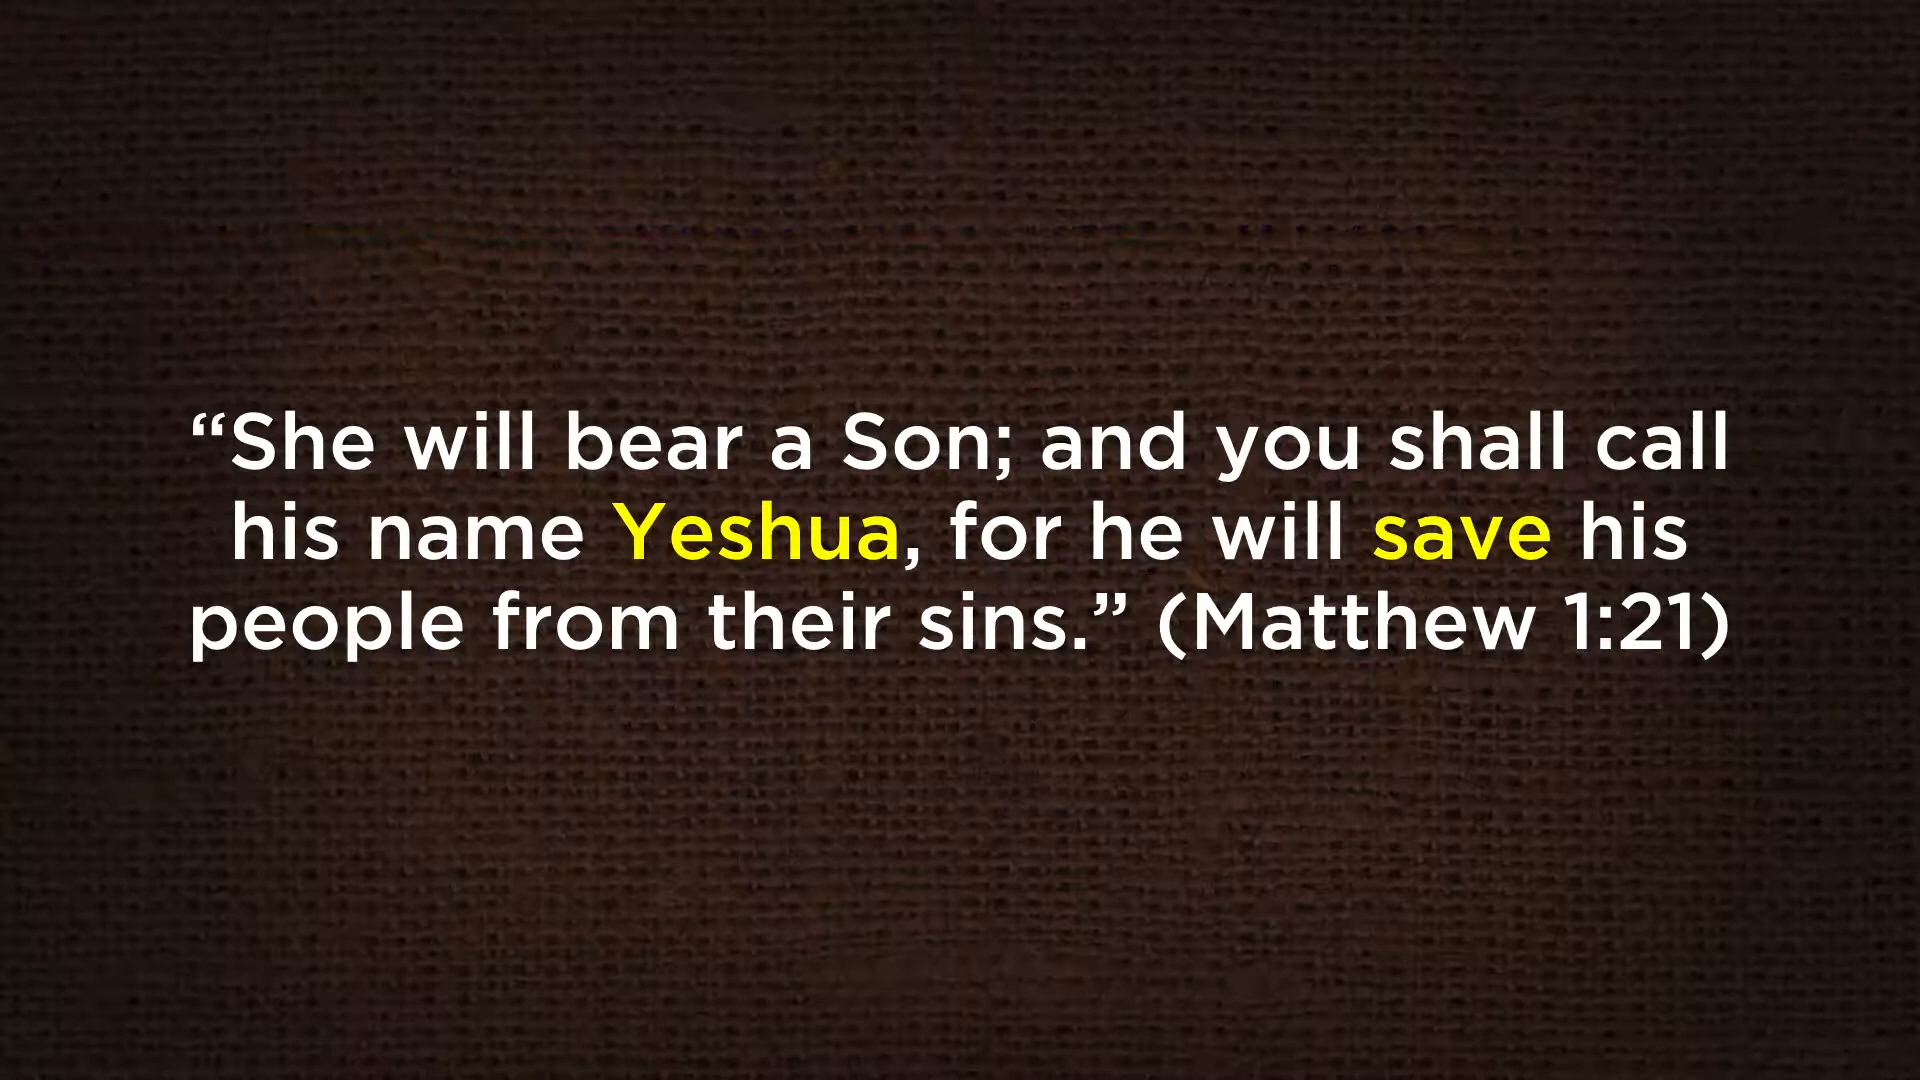 “She will bear a Son; and you shall call
his name Yeshua, for he will save his
people from their sins.” (Matthew 1:21)